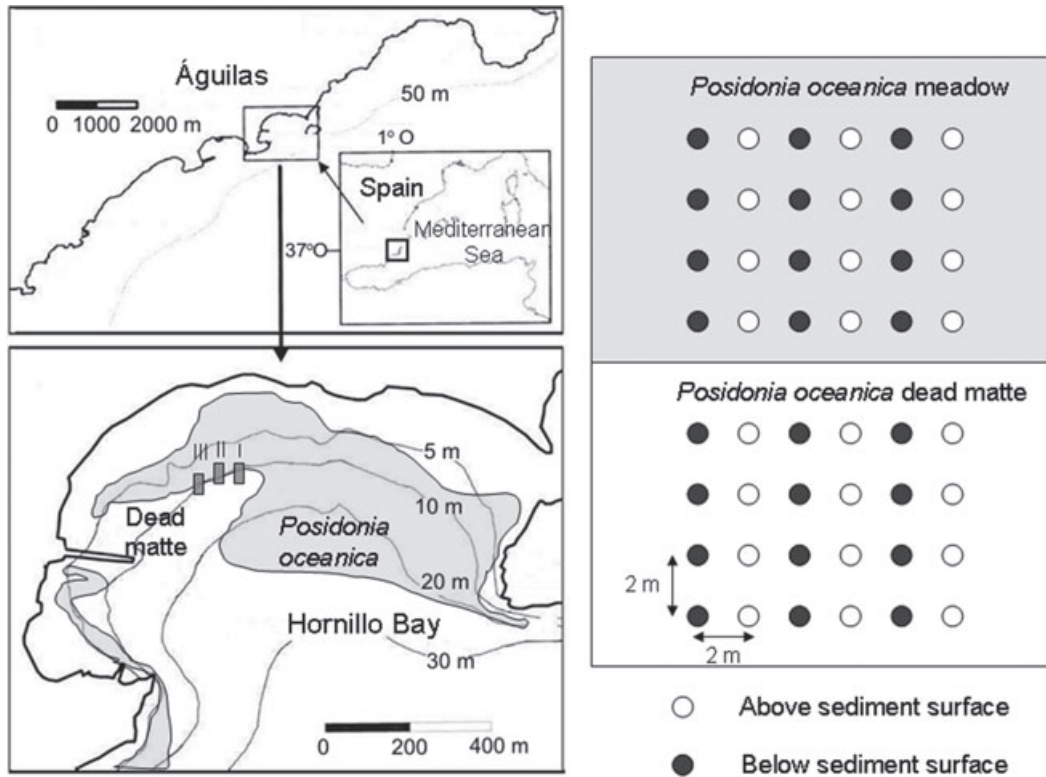 Águilas
50 m
0 1000 2000 m
1º O
Spain
Mediterranean
Sea
37ºO
III II I
5 m
Dead
matte
10 m
Posidonia
oceanica
20 m
Hornillo Bay
30 m
0 200 400 m
Posidonia oceanica meadow
Posidonia oceanica dead matte
2 m
2 m
Above sediment surface
Below sediment surface